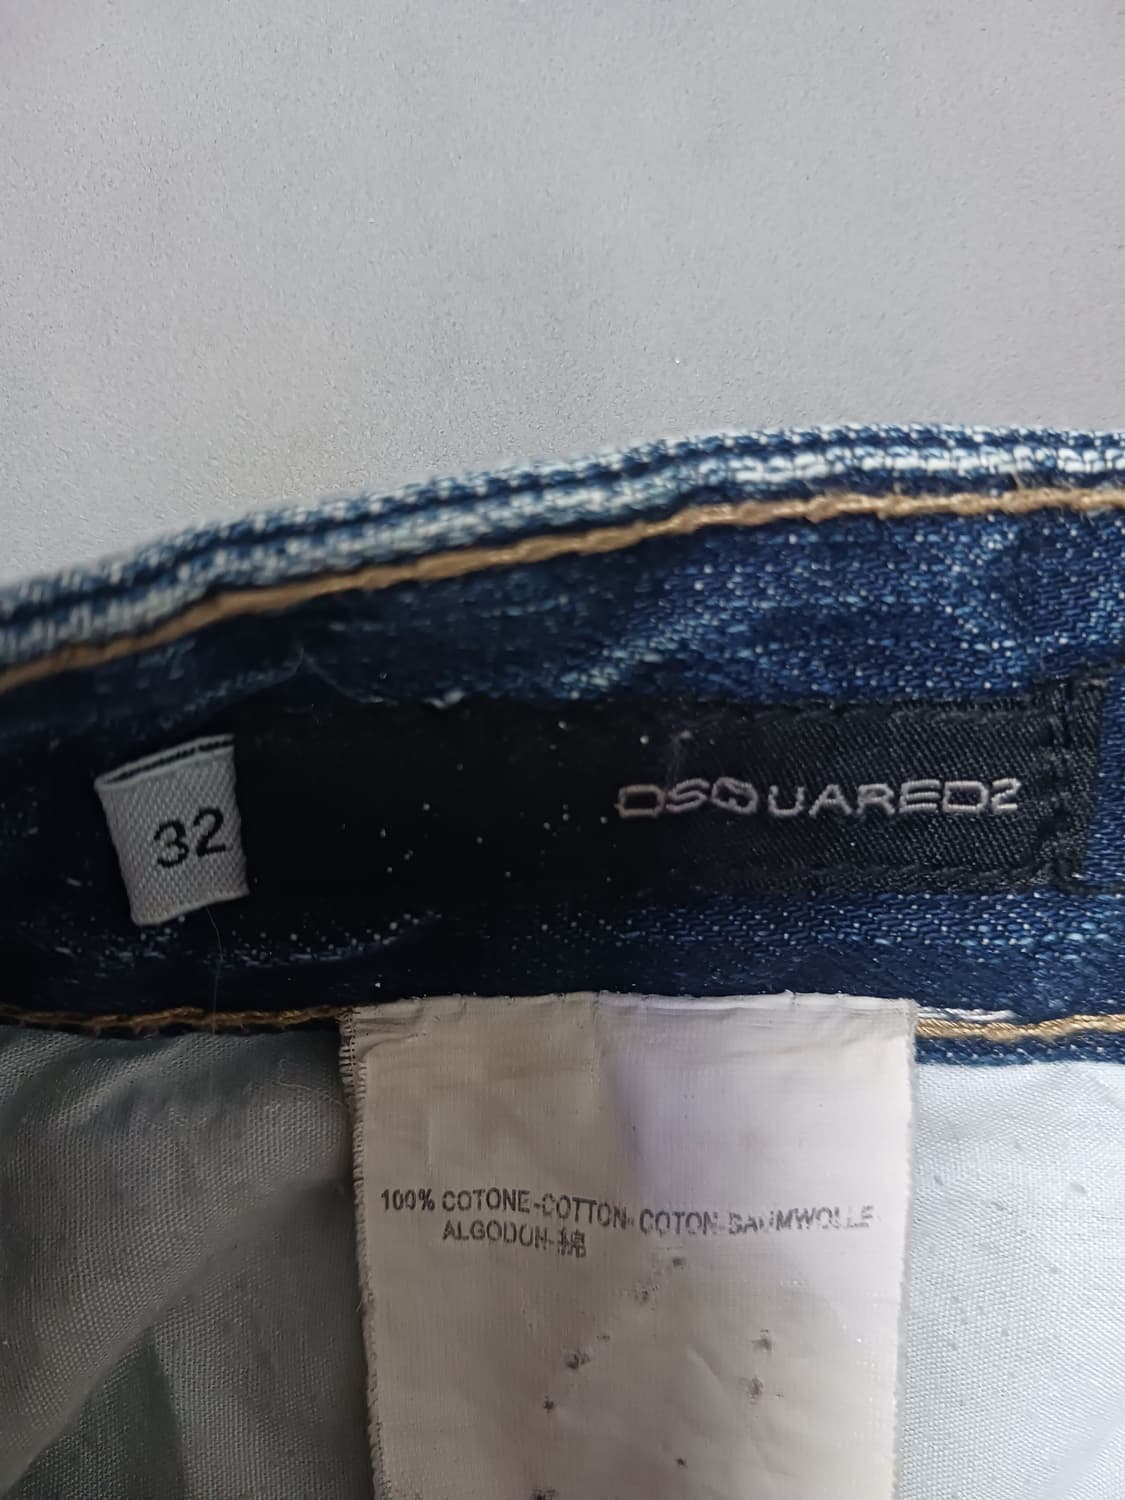 32
DSQUARED2
100% COTONE-COTTON-COTON-BAUMWOLLE-
ALGODON-綿